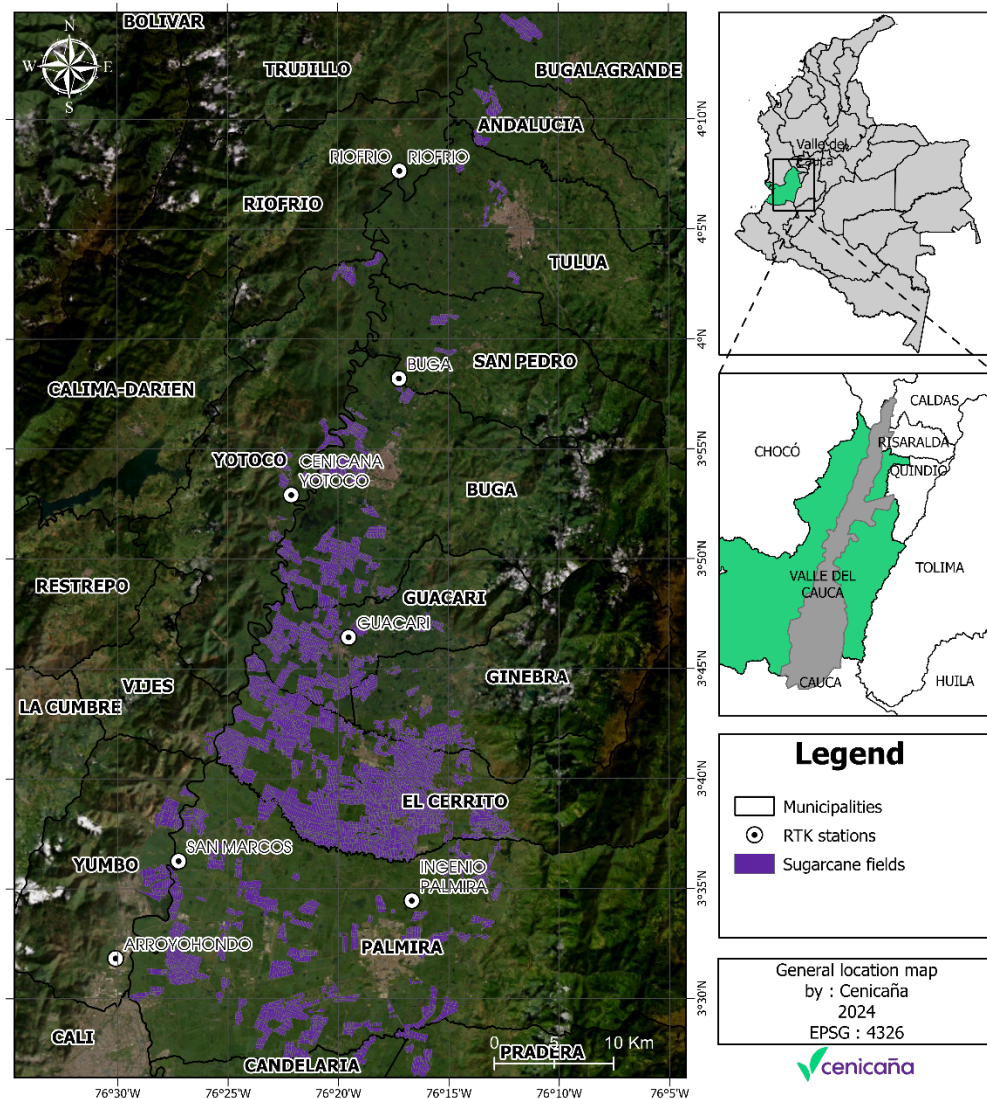 BOLIVAR
N
W
E
S
TRUJILLO
BUGALAGRANDE
ANDALUCIA
RIOFRIO
RIOFRIO
RIOFRIO
TULUA
SAN PEDRO
BUGA
CALIMA-DARIEN
YOTOCO
CENICANA
YOTOCO
BUGA
RESTREPO
GUACARI
GUACARI
GINEBRA
VIJES
LA CUMBRE
EL CERRITO
SAN MARCOS
YUMBO
INGENIO
PALMIRA
PALMIRA
ARROYOHONDO
CALI
CANDELARIA
PRADERA
0 5 10 Km
4°10'N
4°5'N
4°N
3°55'N
3°50'N
3°45'N
3°40'N
3°35'N
3°30'N
76°30'W
76°25'W
76°20'W
76°15'W
76°10'W
76°5'W
Valle del
Cauca
CALDAS
CHOCÓ
RISARALDA
QUINDIO
TOLIMA
VALLE DEL
CAUCA
CAUCA
HUILA
Legend
Municipalities
RTK stations
Sugarcane fields
General location map
by : Cenicaña
2024
EPSG : 4326
cenicaña